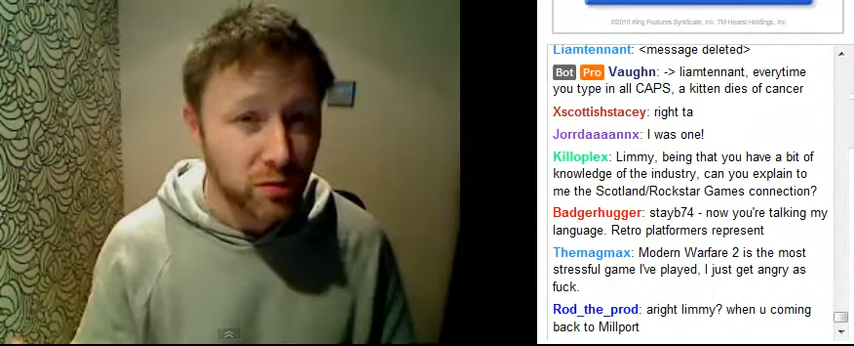 ©2010 King Features Syndicate, Inc. TM Hearst Holdings, Inc.
Liamtennant: <message deleted>
Bot Pro Vaughn: -> liamtennant, everytime
you type in all CAPS, a kitten dies of cancer
Xscottishstacey: right ta
Jorrdaaaannx: I was one!
Killoplex: Limmy, being that you have a bit of
knowledge of the industry, can you explain to
me the Scotland/Rockstar Games connection?
Badgerhugger: stayb74 - now you're talking my
language. Retro platformers represent
Themagmax: Modern Warfare 2 is the most
stressful game I've played, I just get angry as
fuck.
Rod_the_prod: aright limmy? when u coming
back to Millport